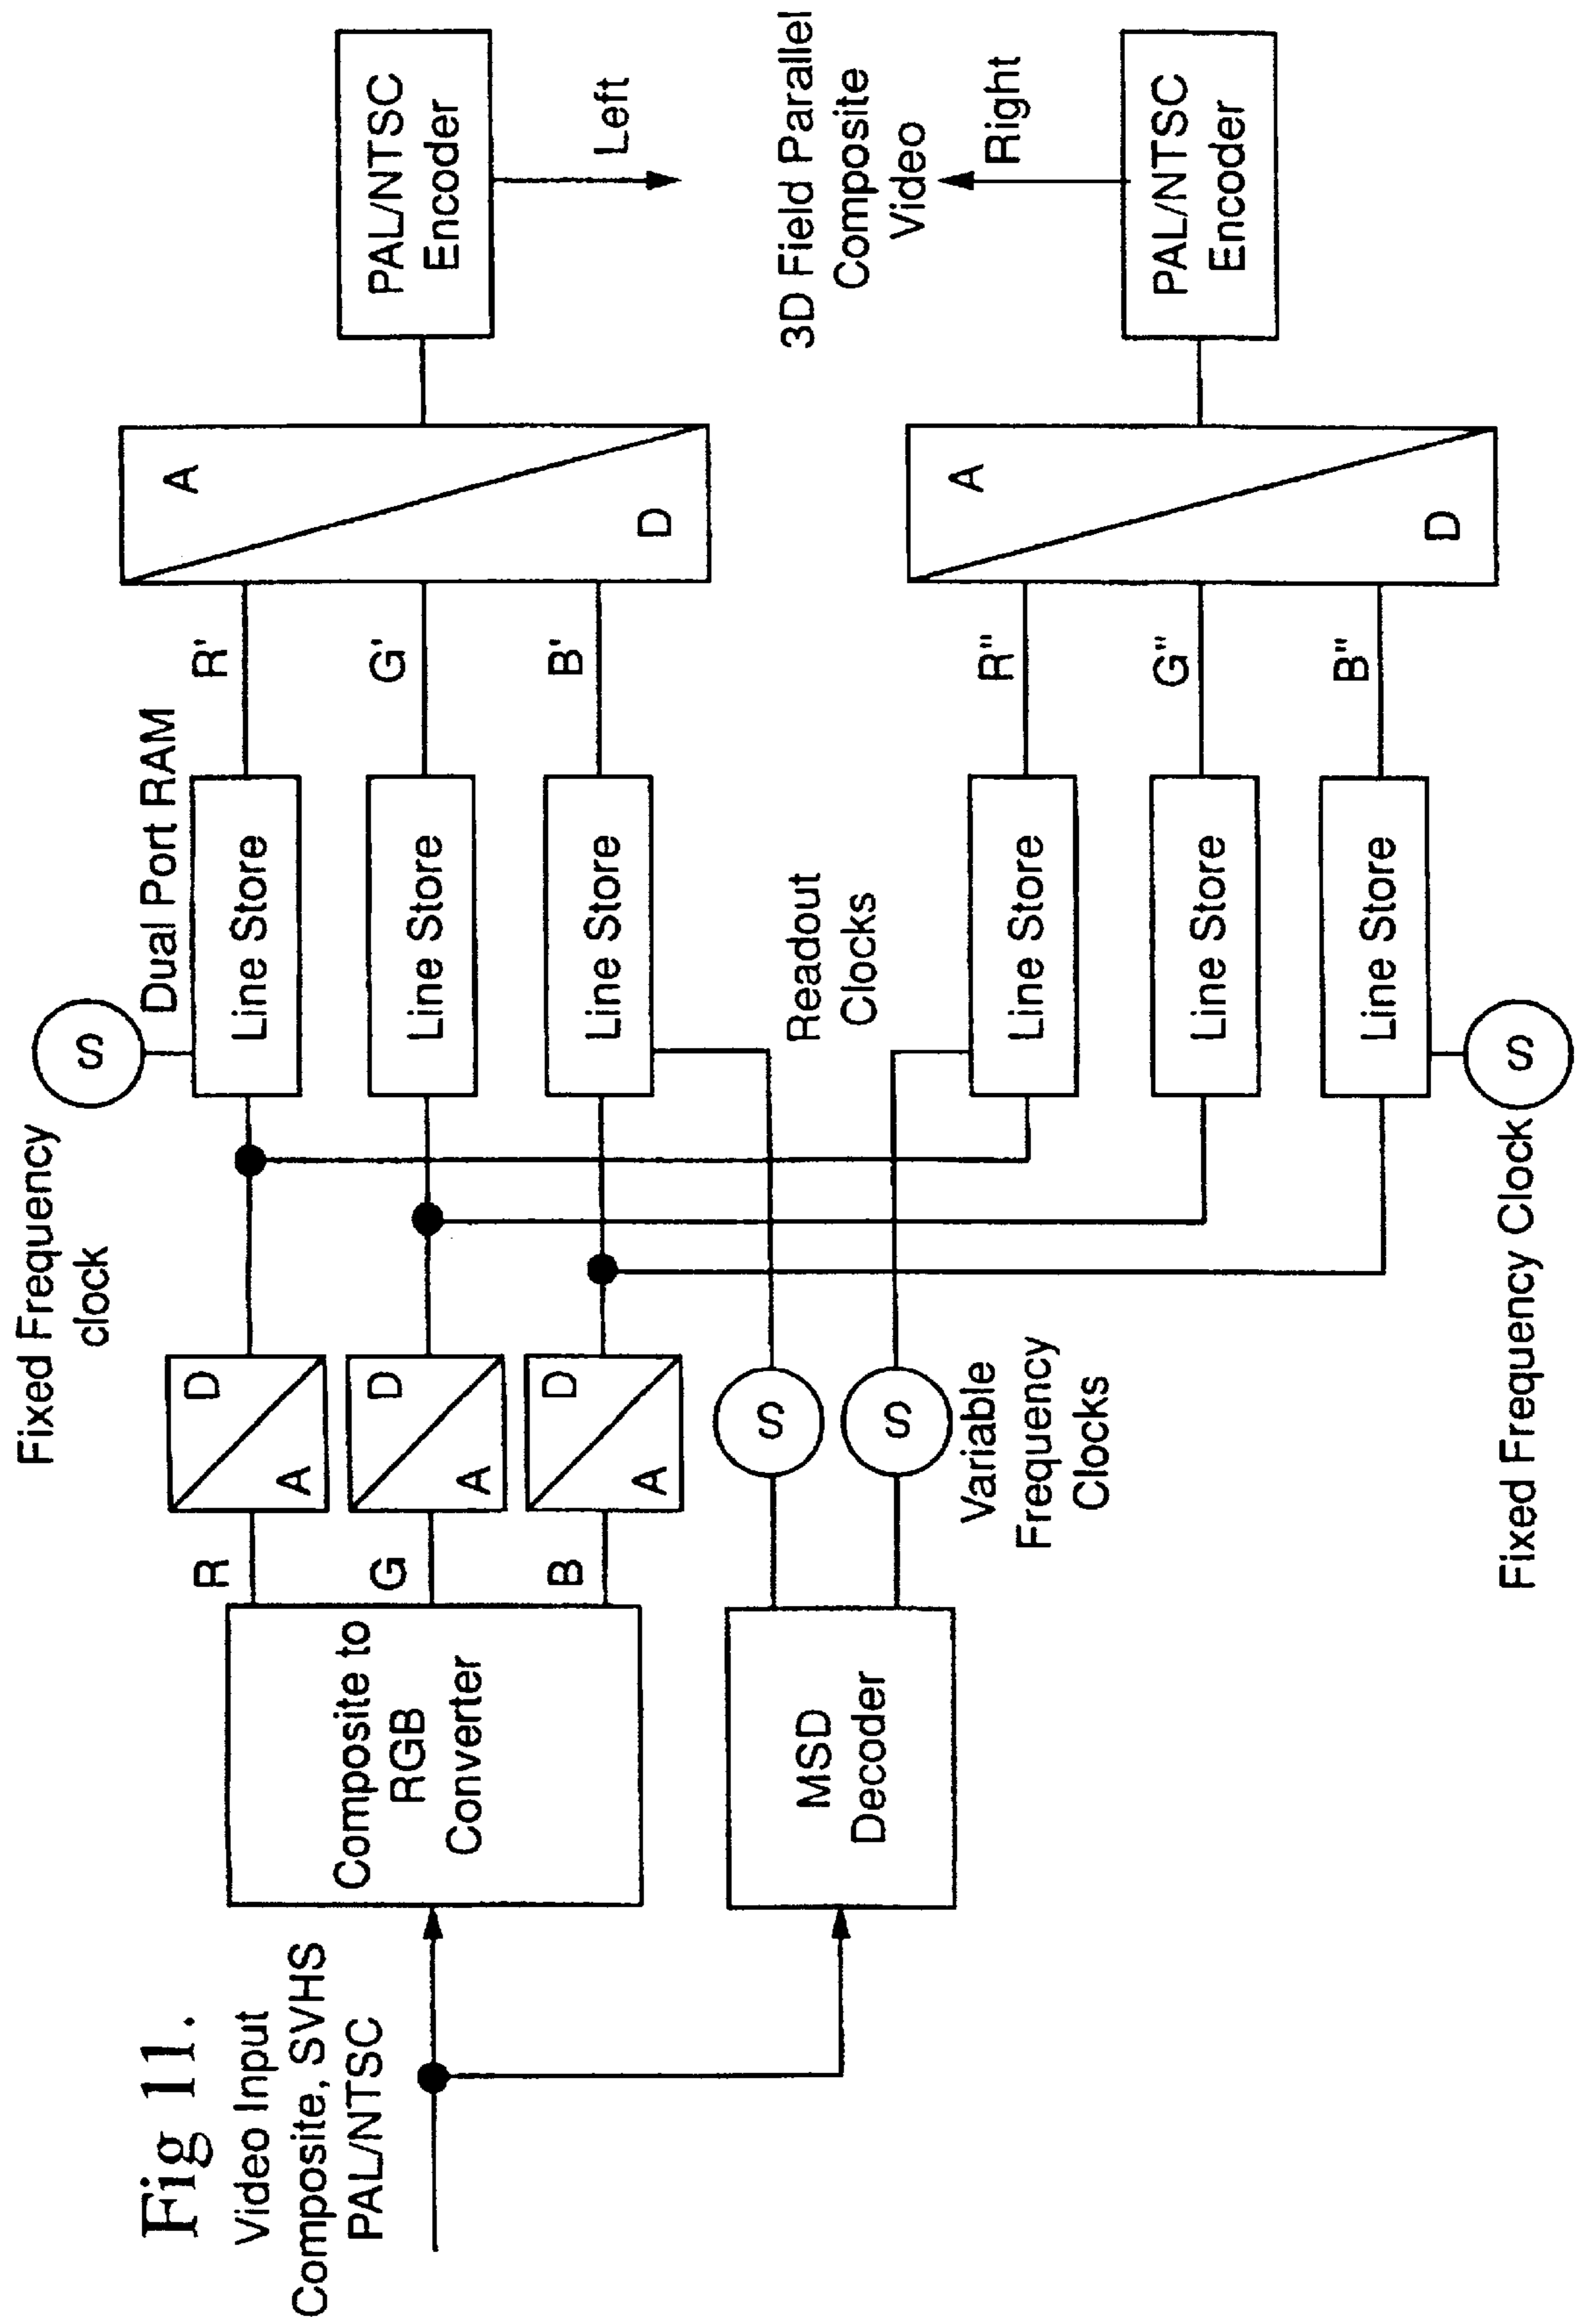 Fig 11.
Video Input
Composite, SVHS
PAL/NTSC
Composite to
RGB
Converter
MSD
Decoder
R
G
B
A
D
A
D
A
D
S
S
Variable
Frequency
Clocks
Fixed Frequency
clock
S
Dual Port RAM
Line Store
Line Store
Line Store
Readout
Clocks
Line Store
Line Store
Line Store
S
Fixed Frequency Clock
R'
G'
B'
R"
G"
B"
A
D
A
D
PAL/NTSC
Encoder
Left
3D Field Parallel
Composite
Video
Right
PAL/NTSC
Encoder